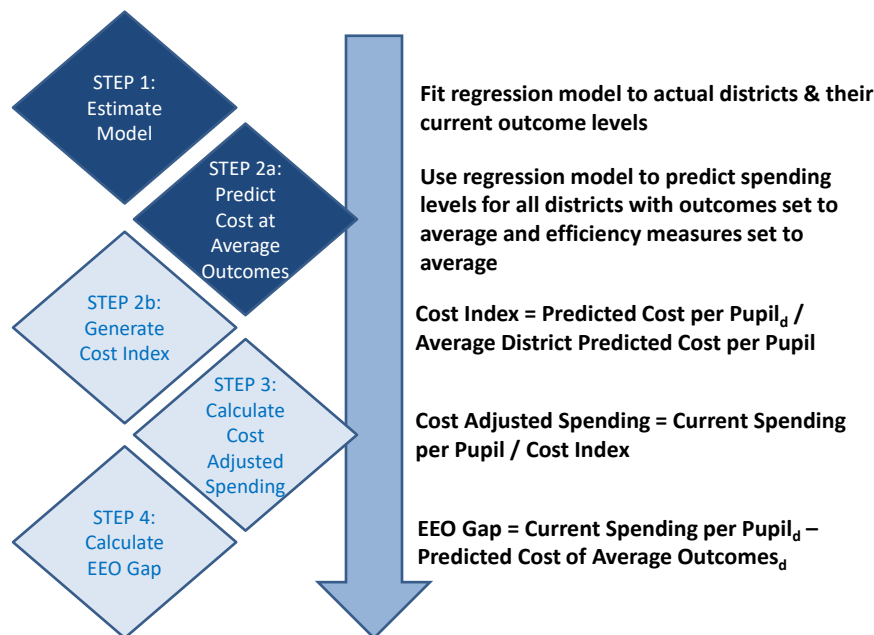 STEP 1:
Estimate
Model
Fit regression model to actual districts & their
current outcome levels
STEP 2a:
Predict
Cost at
Average
Outcomes
Use regression model to predict spending
levels for all districts with outcomes set to
average and efficiency measures set to
average
STEP 2b:
Generate
Cost Index
Cost Index = Predicted Cost per Pupild /
Average District Predicted Cost per Pupil
STEP 3:
Calculate
Cost
Adjusted
Spending
Cost Adjusted Spending = Current Spending
per Pupil / Cost Index
STEP 4:
Calculate
EEO Gap
EEO Gap = Current Spending per Pupild –
Predicted Cost of Average Outcomesd